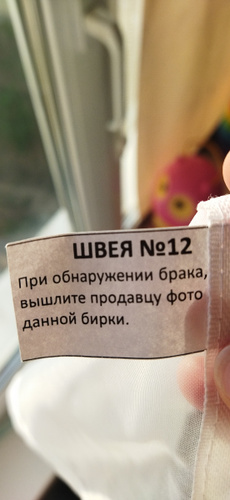 ШВЕЯ №12
При обнаружении брака,
вышлите продавцу фото
данной бирки.